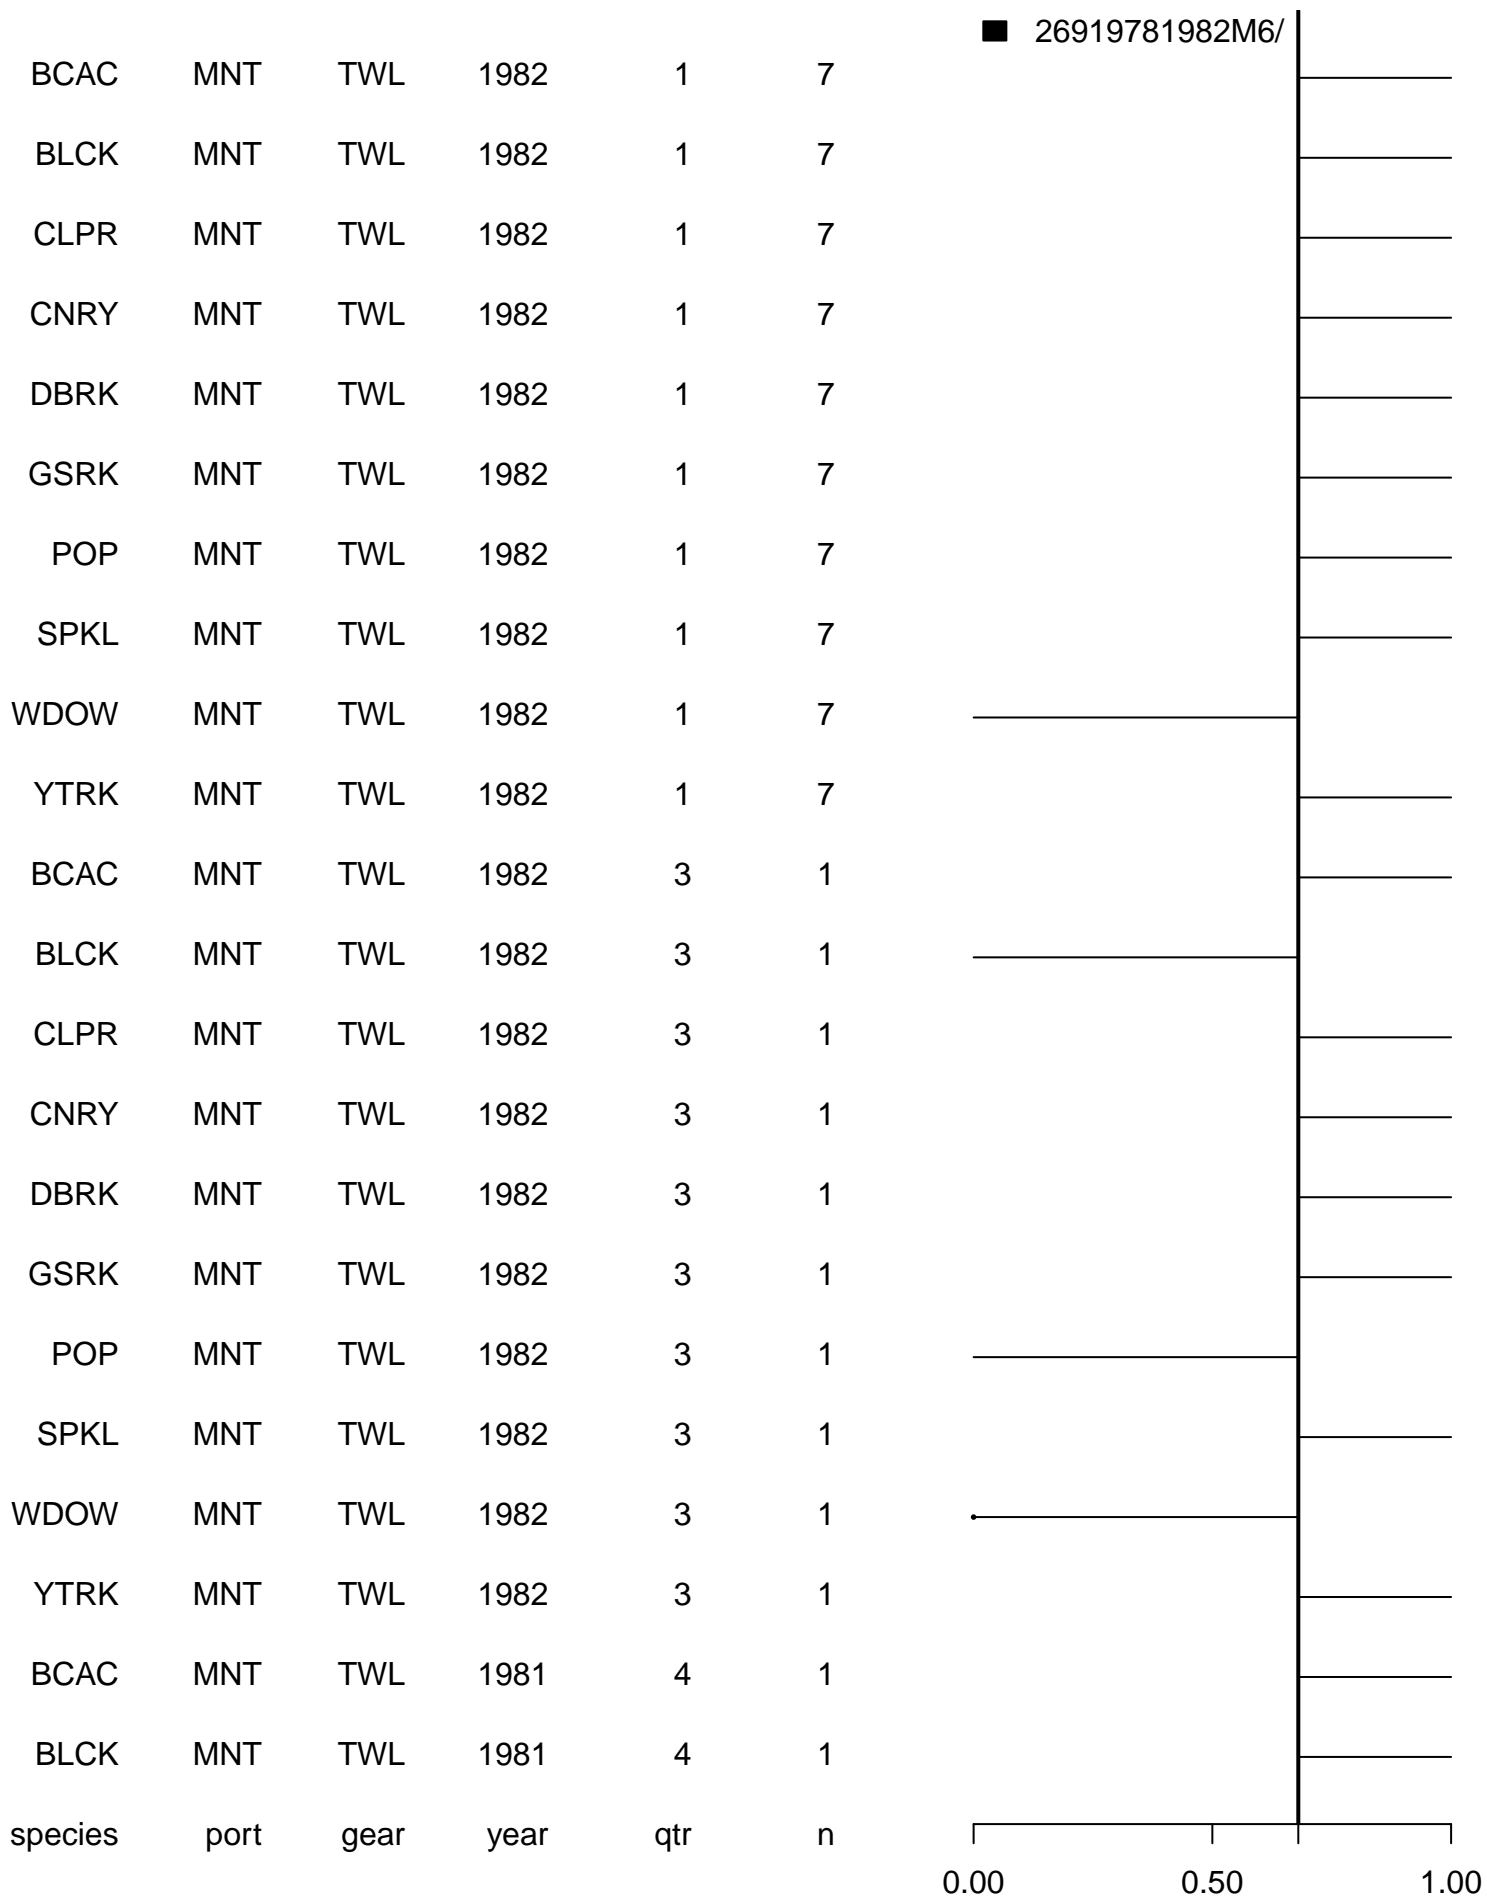 26919781982M6/
BCAC MNT TWL 1982 1 7
BLCK MNT TWL 1982 1 7
CLPR MNT TWL 1982 1 7
CNRY MNT TWL 1982 1 7
DBRK MNT TWL 1982 1 7
GSRK MNT TWL 1982 1 7
POP MNT TWL 1982 1 7
SPKL MNT TWL 1982 1 7
WDOW MNT TWL 1982 1 7
YTRK MNT TWL 1982 1 7
BCAC MNT TWL 1982 3 1
BLCK MNT TWL 1982 3 1
CLPR MNT TWL 1982 3 1
CNRY MNT TWL 1982 3 1
DBRK MNT TWL 1982 3 1
GSRK MNT TWL 1982 3 1
POP MNT TWL 1982 3 1
SPKL MNT TWL 1982 3 1
WDOW MNT TWL 1982 3 1
YTRK MNT TWL 1982 3 1
BCAC MNT TWL 1981 4 1
BLCK MNT TWL 1981 4 1
species port gear year qtr n
0.00 0.50 1.00